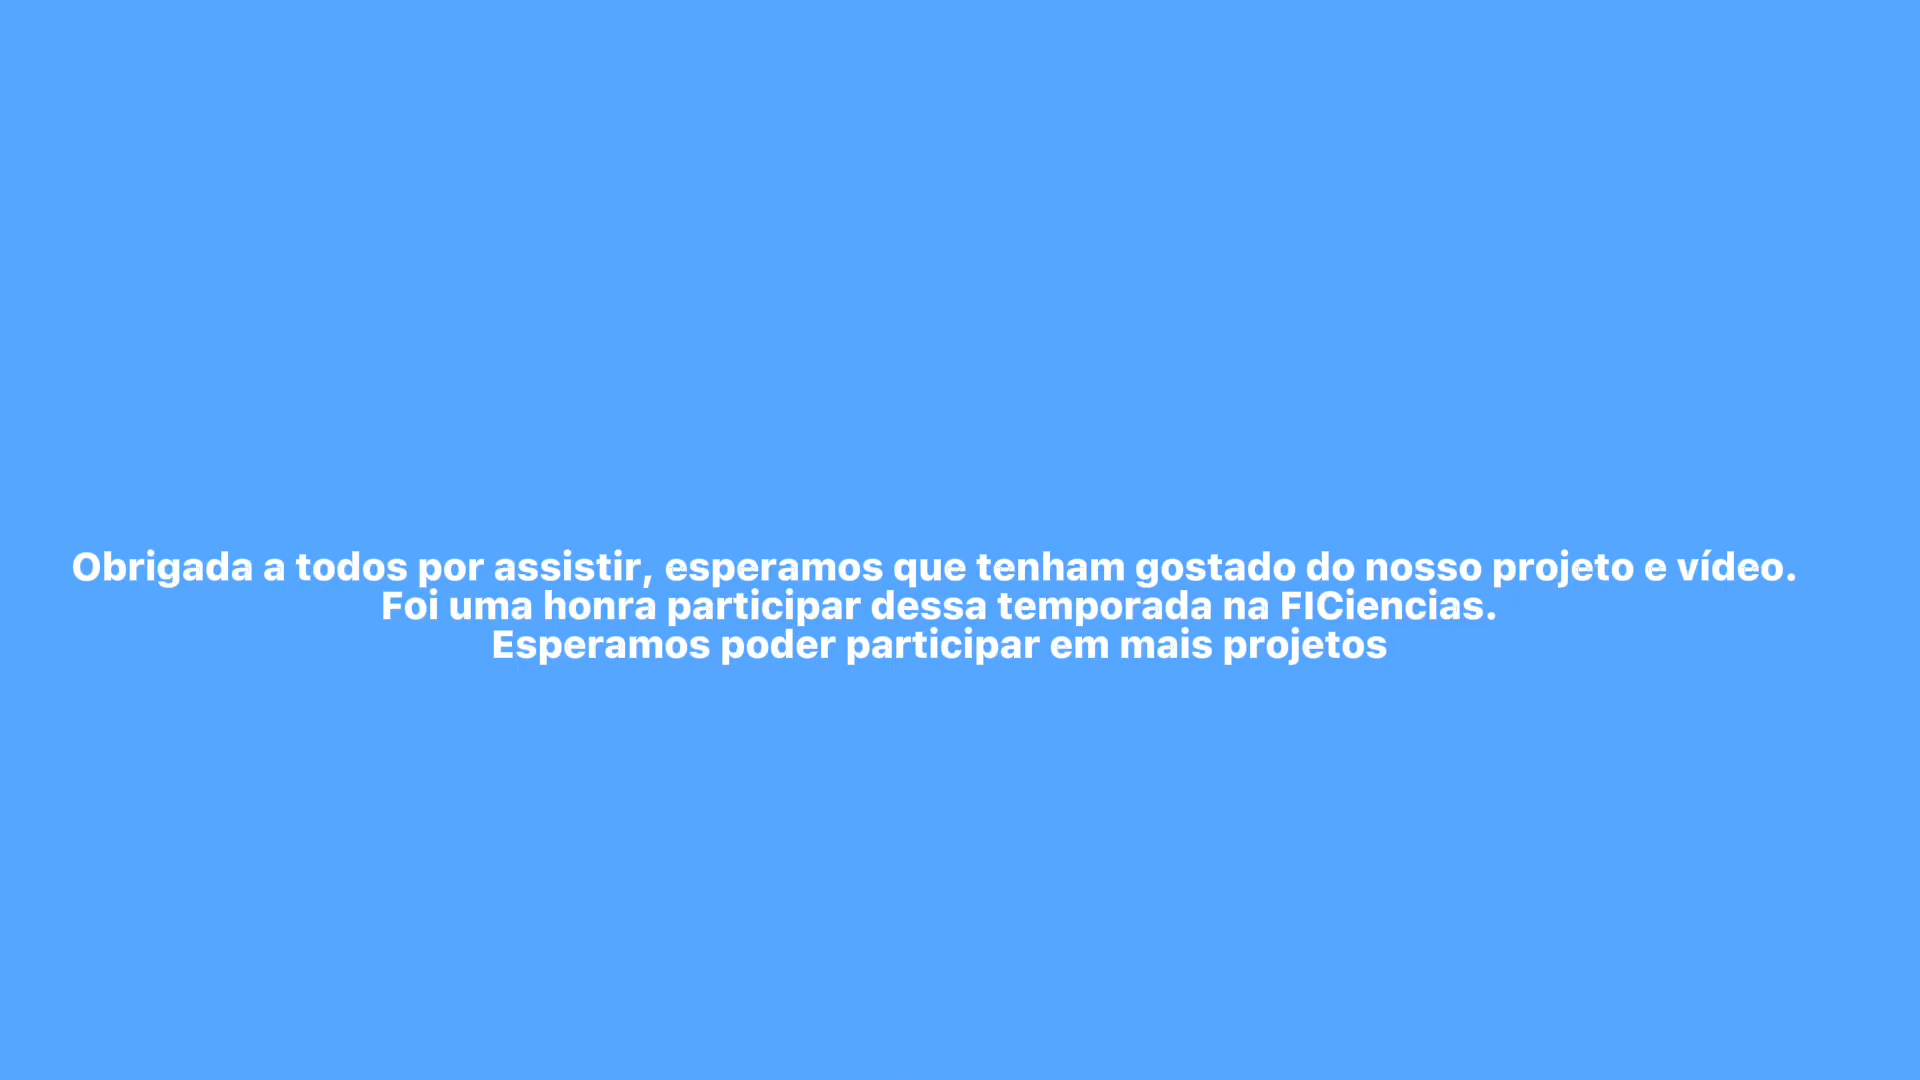 Obrigada a todos por assistir, esperamos que tenham gostado do nosso projeto e vídeo.
Foi uma honra participar dessa temporada na FICiencias.
Esperamos poder participar em mais projetos